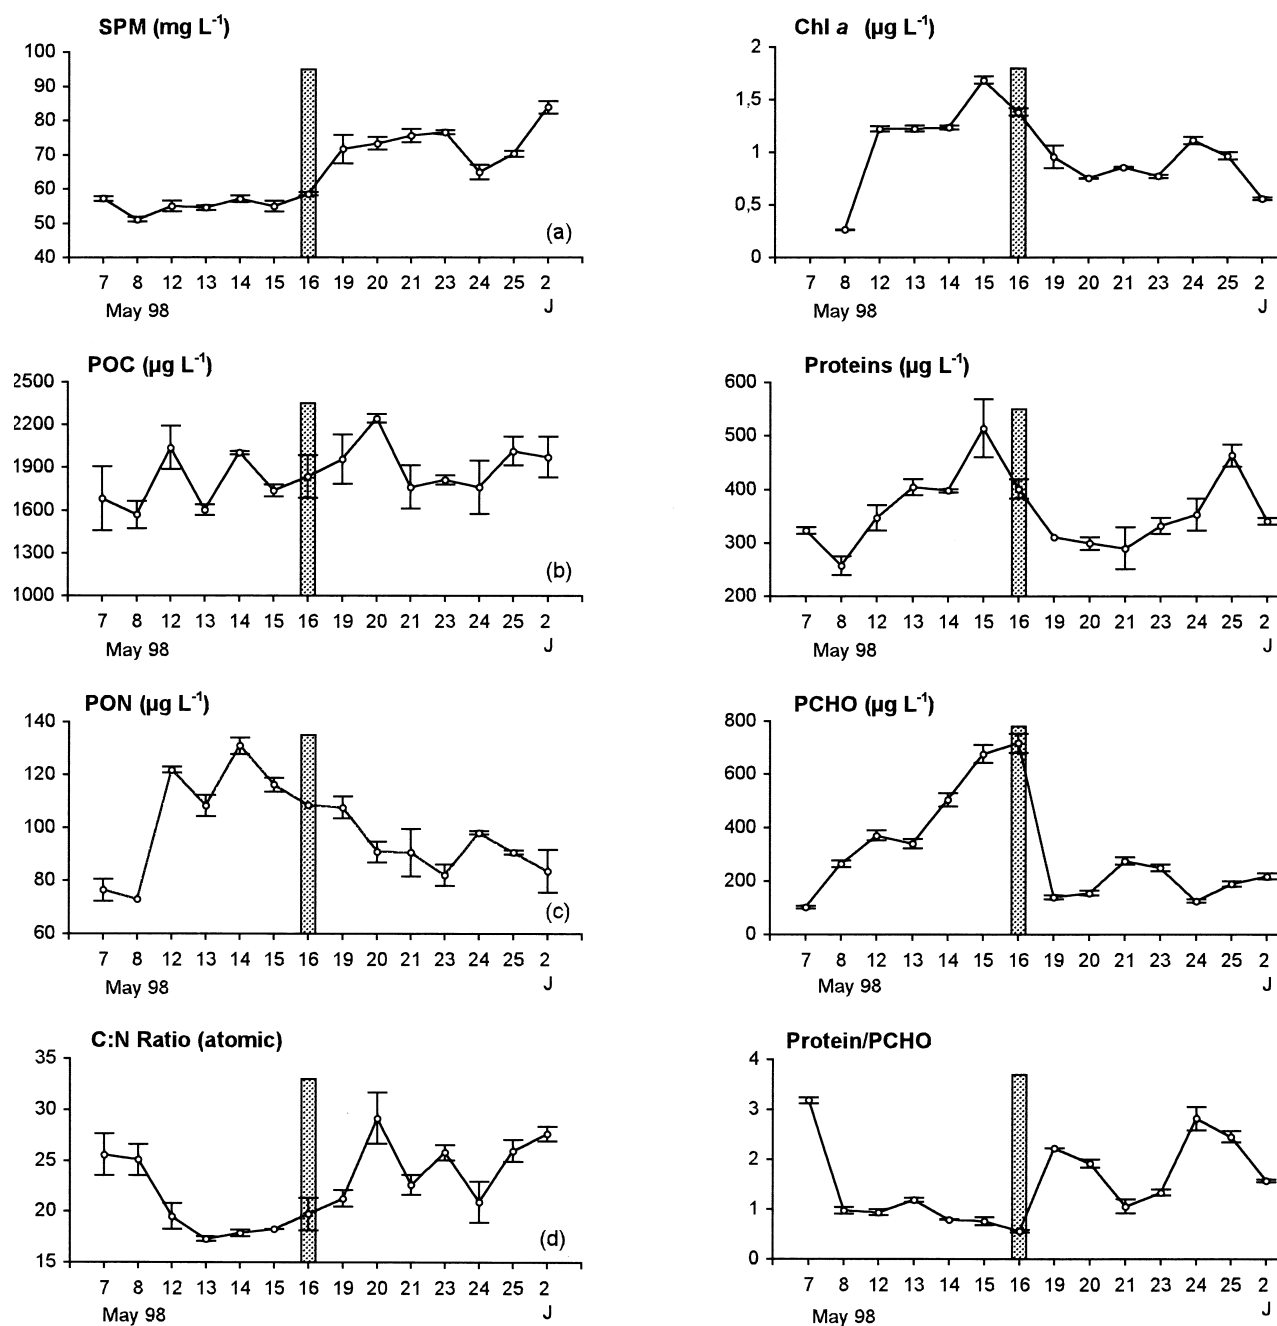 SPM (mg L-1)
100
90
80
70
60
50
40
(a)
7 8 12 13 14 15 16 19 20 21 23 24 25 2
May 98 J
Chl a (µg L-1)
2
1,5
1
0,5
0
7 8 12 13 14 15 16 19 20 21 23 24 25 2
May 98 J
POC (µg L-1)
2500
2200
1900
1600
1300
1000
(b)
7 8 12 13 14 15 16 19 20 21 23 24 25 2
May 98 J
Proteins (µg L-1)
600
500
400
300
200
7 8 12 13 14 15 16 19 20 21 23 24 25 2
May 98 J
PON (µg L-1)
140
120
100
80
60
(c)
7 8 12 13 14 15 16 19 20 21 23 24 25 2
May 98 J
PCHO (µg L-1)
800
600
400
200
0
7 8 12 13 14 15 16 19 20 21 23 24 25 2
May 98 J
C:N Ratio (atomic)
35
30
25
20
15
(d)
7 8 12 13 14 15 16 19 20 21 23 24 25 2
May 98 J
Protein/PCHO
4
3
2
1
0
7 8 12 13 14 15 16 19 20 21 23 24 25 2
May 98 J